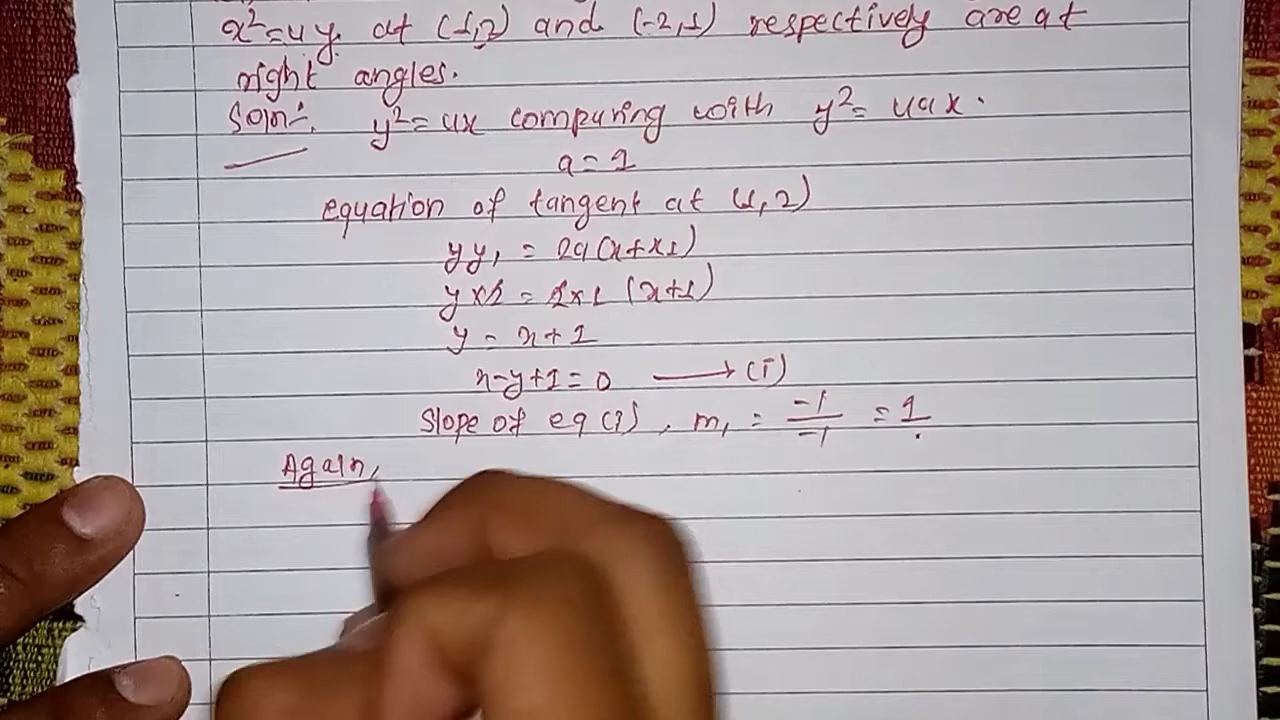 x²=4y. at (1,2) and (-2,1) respectively are at
right angles.
Soln:. y²=4x comparing with y²=4ax.
a=1
equation of tangent at (1,2)
yy₁ = 2a(x+x₁)
y×2 = 2×1 (x+1)
y = x+1
x-y+1=0 ⟶ (i)
Slope of eq (i), m₁ = -1/-1 = 1
Again,